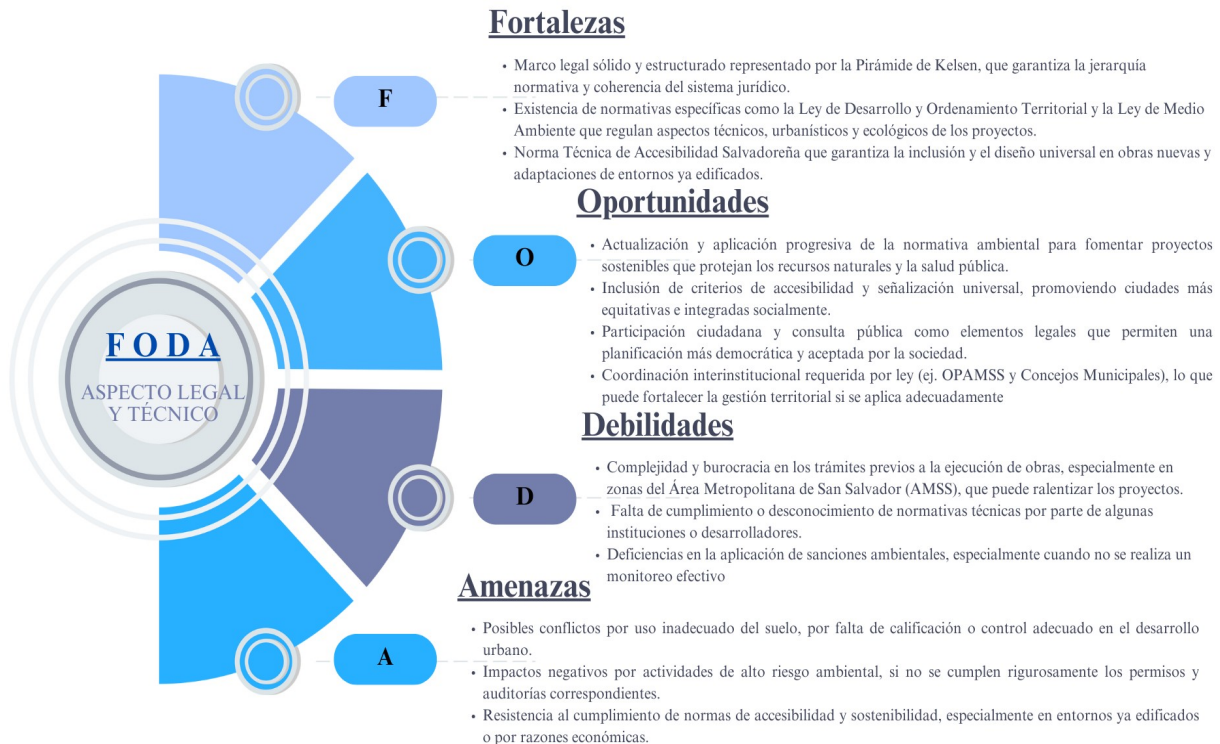 Fortalezas
F
• Marco legal sólido y estructurado representado por la Pirámide de Kelsen, que garantiza la jerarquía
normativa y coherencia del sistema jurídico.
• Existencia de normativas específicas como la Ley de Desarrollo y Ordenamiento Territorial y la Ley de Medio
Ambiente que regulan aspectos técnicos, urbanísticos y ecológicos de los proyectos.
• Norma Técnica de Accesibilidad Salvadoreña que garantiza la inclusión y el diseño universal en obras nuevas y
adaptaciones de entornos ya edificados.
Oportunidades
O
• Actualización y aplicación progresiva de la normativa ambiental para fomentar proyectos
sostenibles que protejan los recursos naturales y la salud pública.
• Inclusión de criterios de accesibilidad y señalización universal, promoviendo ciudades más
equitativas e integradas socialmente.
• Participación ciudadana y consulta pública como elementos legales que permiten una
planificación más democrática y aceptada por la sociedad.
• Coordinación interinstitucional requerida por ley (ej. OPAMSS y Concejos Municipales), lo que
puede fortalecer la gestión territorial si se aplica adecuadamente
FODA
ASPECTO LEGAL
Y TÉCNICO
Debilidades
D
• Complejidad y burocracia en los trámites previos a la ejecución de obras, especialmente en
zonas del Área Metropolitana de San Salvador (AMSS), que puede ralentizar los proyectos.
• Falta de cumplimiento o desconocimiento de normativas técnicas por parte de algunas
instituciones o desarrolladores.
• Deficiencias en la aplicación de sanciones ambientales, especialmente cuando no se realiza un
monitoreo efectivo
Amenazas
A
• Posibles conflictos por uso inadecuado del suelo, por falta de calificación o control adecuado en el desarrollo
urbano.
• Impactos negativos por actividades de alto riesgo ambiental, si no se cumplen rigurosamente los permisos y
auditorías correspondientes.
• Resistencia al cumplimiento de normas de accesibilidad y sostenibilidad, especialmente en entornos ya edificados
o por razones económicas.